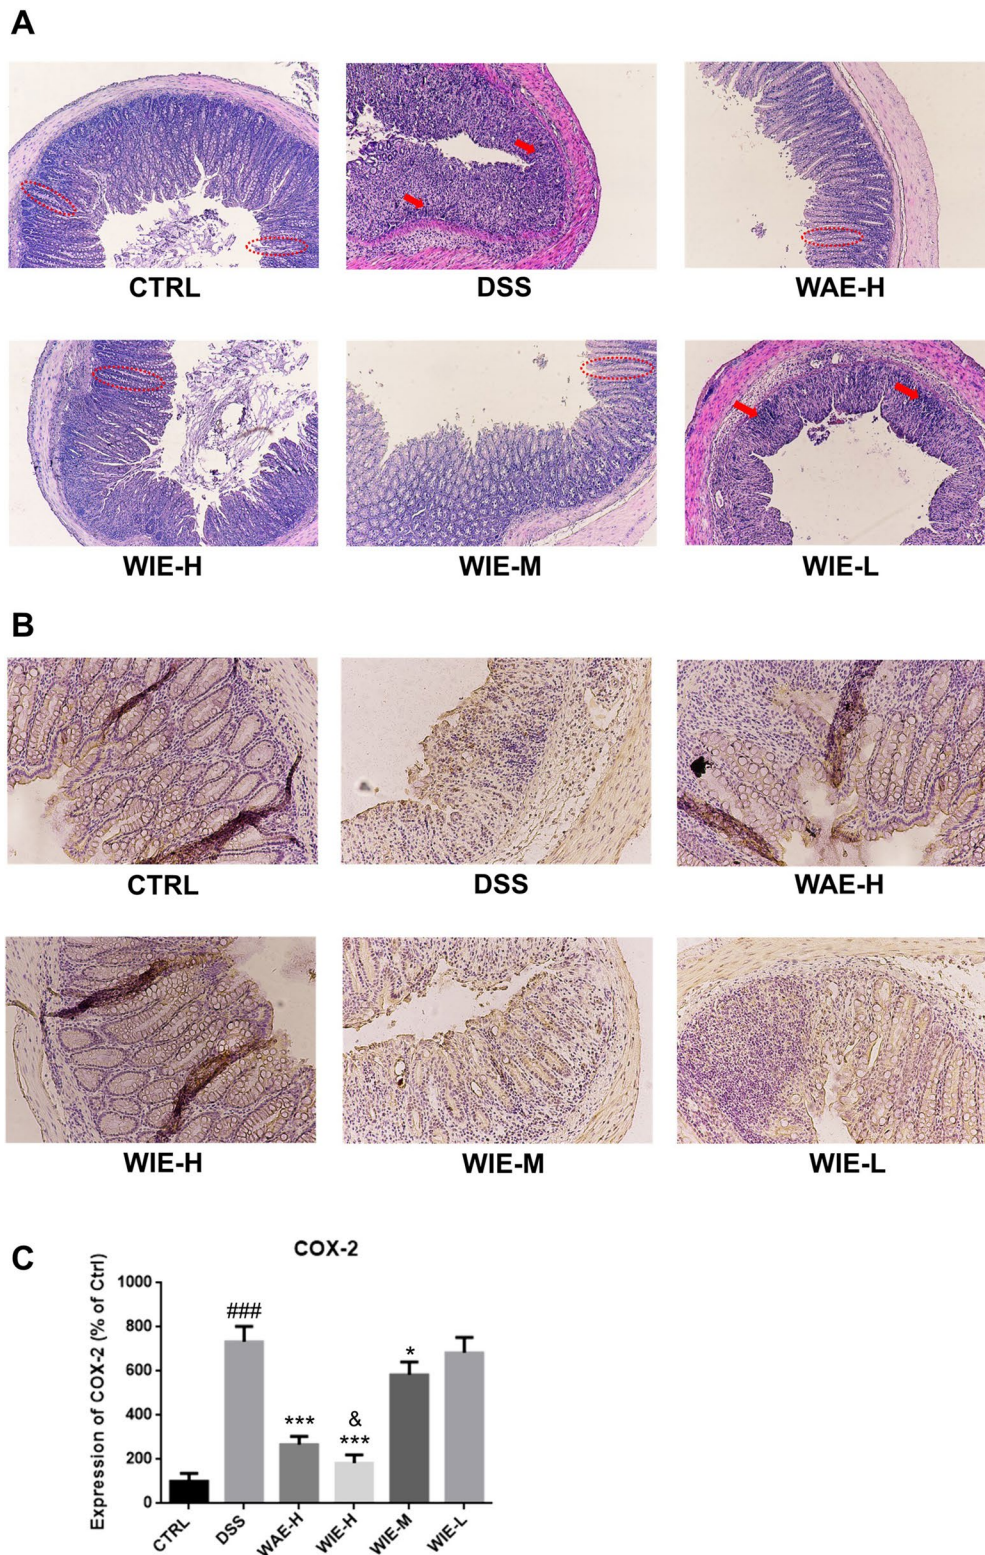 A
CTRL
DSS
WAE-H
WIE-H
WIE-M
WIE-L
B
CTRL
DSS
WAE-H
WIE-H
WIE-M
WIE-L
C
COX-2
Expression of COX-2 (% of Ctrl)
1000
800
600
400
200
0
###
***
&
***
*
CTRL
DSS
WAE-H
WIE-H
WIE-M
WIE-L